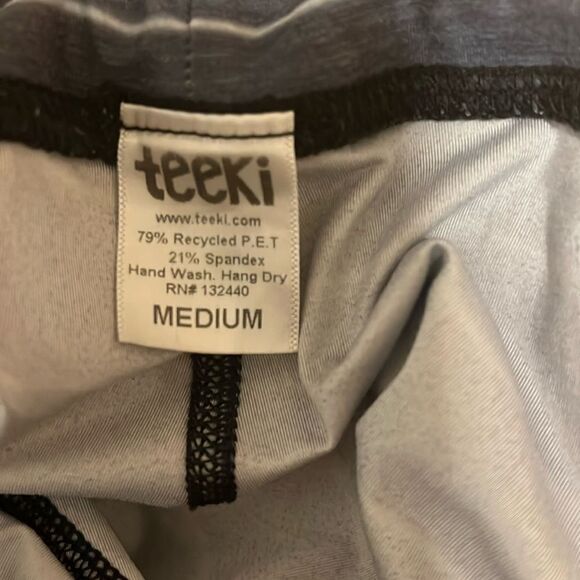 teeki
www.teeki.com
79% Recycled P.E.T
21% Spandex
Hand Wash. Hang Dry
RN# 132440
MEDIUM